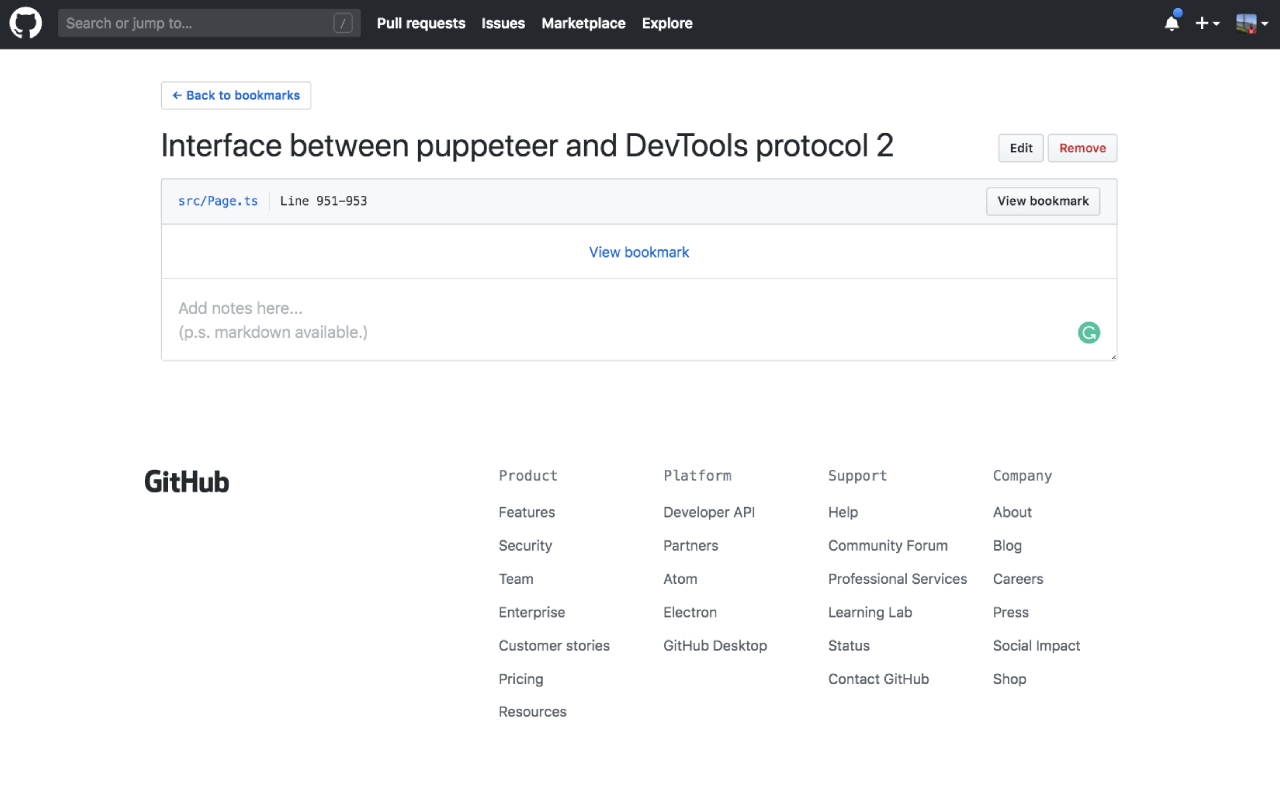 Search or jump to... /
Pull requests Issues Marketplace Explore
← Back to bookmarks
Interface between puppeteer and DevTools protocol 2
Edit Remove
src/Page.ts Line 951-953
View bookmark
View bookmark
Add notes here...
(p.s. markdown available.)
GitHub
Product
Features
Security
Team
Enterprise
Customer stories
Pricing
Resources
Platform
Developer API
Partners
Atom
Electron
GitHub Desktop
Support
Help
Community Forum
Professional Services
Learning Lab
Status
Contact GitHub
Company
About
Blog
Careers
Press
Social Impact
Shop